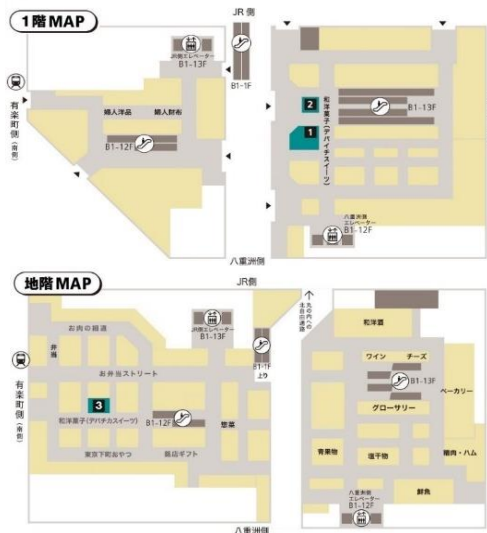 1階MAP
JR側
JR側エレベーター
B1-13F
B1-1F
有楽町側
(南側)
婦人洋品
婦人財布
B1-12F
2
1
和洋菓子(デパイチスイーツ)
B1-13F
八重洲側
エレベーター
B1-12F
八重洲側
地階MAP
JR側
JR側エレベーター
B1-13F
B1-1F
上り
お肉の細道
弁当
お弁当ストリート
有楽町側
(南側)
3
和洋菓子(デパチカスイーツ)
B1-12F
惣菜
東京下町おやつ
銘店ギフト
八重洲側
丸の内への
北自由通路
和洋酒
ワイン
チーズ
B1-13F
ベーカリー
グローサリー
青果物
塩干物
精肉・ハム
鮮魚
八重洲側
エレベーター
B1-12F